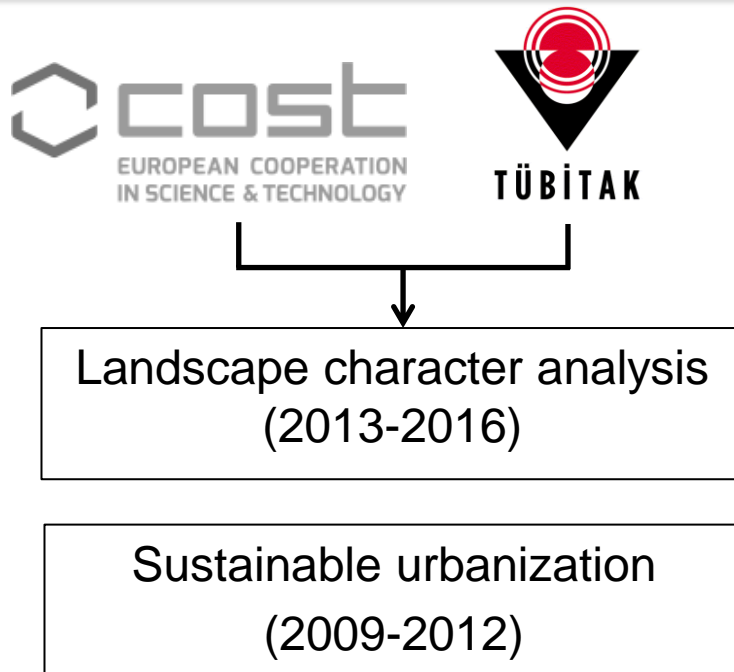 cost
EUROPEAN COOPERATION
IN SCIENCE & TECHNOLOGY
TÜBİTAK
Landscape character analysis
(2013-2016)
Sustainable urbanization
(2009-2012)